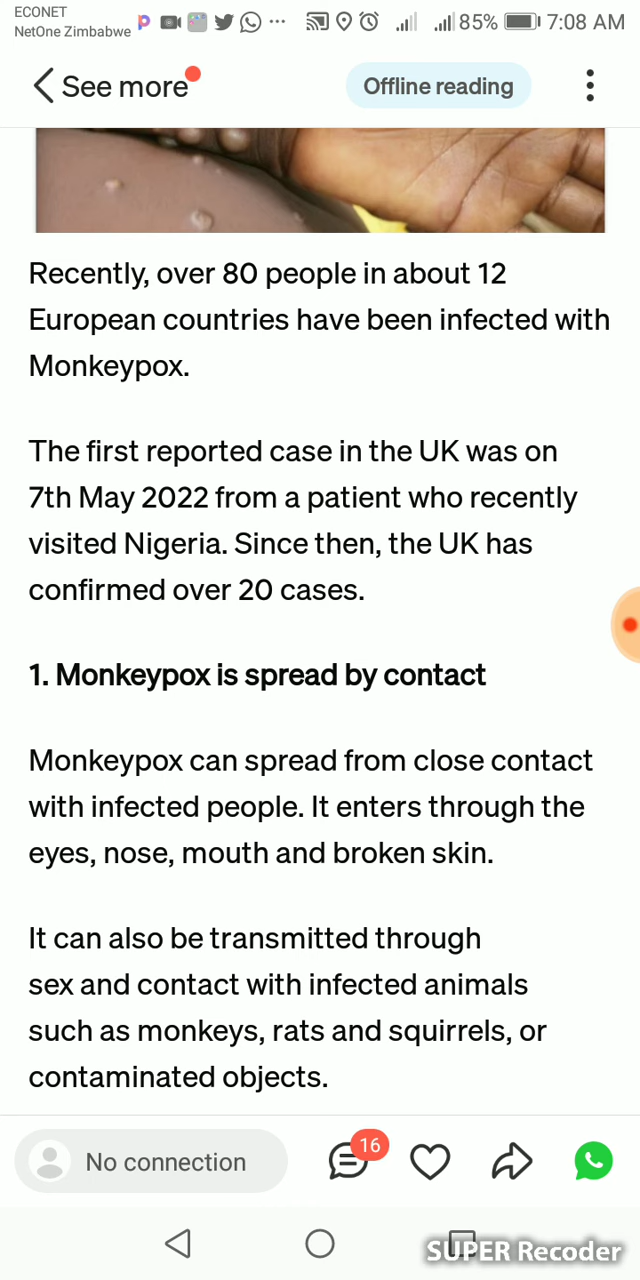 ECONET
NetOne Zimbabwe
85% 7:08 AM
See more
Offline reading
Recently, over 80 people in about 12
European countries have been infected with
Monkeypox.
The first reported case in the UK was on
7th May 2022 from a patient who recently
visited Nigeria. Since then, the UK has
confirmed over 20 cases.
1. Monkeypox is spread by contact
Monkeypox can spread from close contact
with infected people. It enters through the
eyes, nose, mouth and broken skin.
It can also be transmitted through
sex and contact with infected animals
such as monkeys, rats and squirrels, or
contaminated objects.
No connection
16
SUPER Recoder